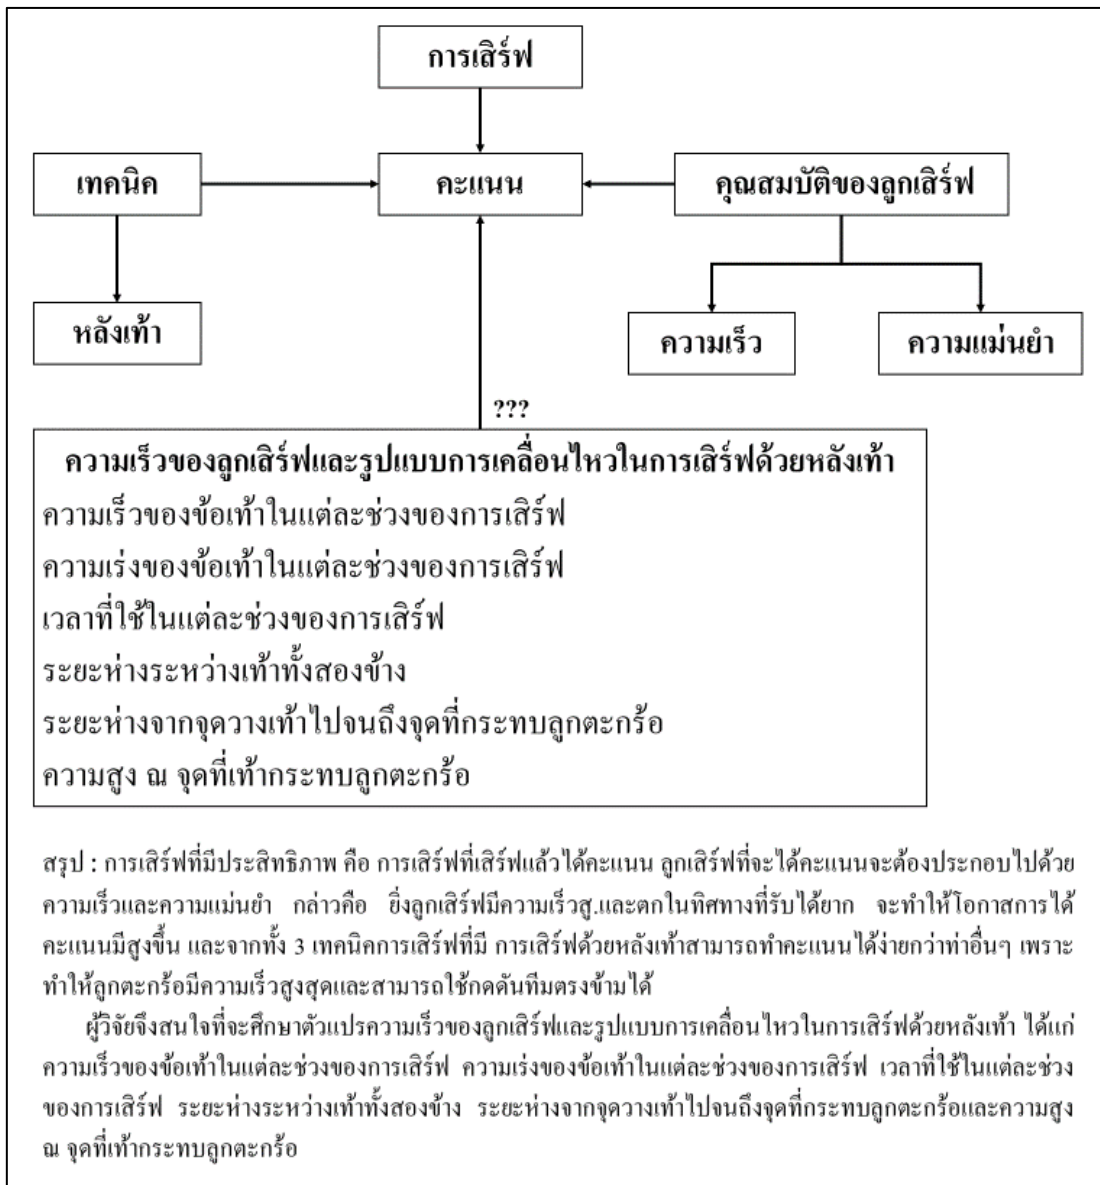 การเสิร์ฟ
เทคนิค
คะแนน
คุณสมบัติของลูกเสิร์ฟ
หลังเท้า
ความเร็ว
ความแม่นยำ
???
ความเร็วของลูกเสิร์ฟและรูปแบบการเคลื่อนไหวในการเสิร์ฟด้วยหลังเท้า
ความเร็วของข้อเท้าในแต่ละช่วงของการเสิร์ฟ
ความเร่งของข้อเท้าในแต่ละช่วงของการเสิร์ฟ
เวลาที่ใช้ในแต่ละช่วงของการเสิร์ฟ
ระยะห่างระหว่างเท้าทั้งสองข้าง
ระยะห่างจากจุดวางเท้าไปจนถึงจุดที่กระทบลูกตะกร้อ
ความสูง ณ จุดที่เท้ากระทบลูกตะกร้อ
สรุป : การเสิร์ฟที่มีประสิทธิภาพ คือ การเสิร์ฟที่เสิร์ฟแล้วได้คะแนน ลูกเสิร์ฟที่จะได้คะแนนจะต้องประกอบไปด้วย
ความเร็วและความแม่นยำ กล่าวคือ ยิ่งลูกเสิร์ฟมีความเร็วสู.และตกในทิศทางที่รับได้ยาก จะทำให้โอกาสการได้
คะแนนมีสูงขึ้น และจากทั้ง 3 เทคนิคการเสิร์ฟที่มี การเสิร์ฟด้วยหลังเท้าสามารถทำคะแนนได้ง่ายกว่าท่าอื่นๆ เพราะ
ทำให้ลูกตะกร้อมีความเร็วสูงสุดและสามารถใช้กดดันทีมตรงข้ามได้
ผู้วิจัยจึงสนใจที่จะศึกษาตัวแปรความเร็วของลูกเสิร์ฟและรูปแบบการเคลื่อนไหวในการเสิร์ฟด้วยหลังเท้า ได้แก่
ความเร็วของข้อเท้าในแต่ละช่วงของการเสิร์ฟ ความเร่งของข้อเท้าในแต่ละช่วงของการเสิร์ฟ เวลาที่ใช้ในแต่ละช่วง
ของการเสิร์ฟ ระยะห่างระหว่างเท้าทั้งสองข้าง ระยะห่างจากจุดวางเท้าไปจนถึงจุดที่กระทบลูกตะกร้อและความสูง
ณ จุดที่เท้ากระทบลูกตะกร้อ